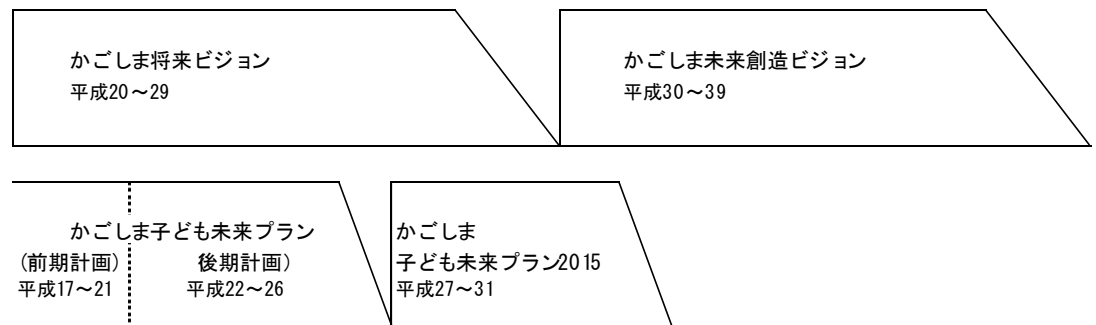 かごしま将来ビジョン
平成20～29
かごしま未来創造ビジョン
平成30～39
かごしま子ども未来プラン
(前期計画)
後期計画)
平成17～21
平成22～26
かごしま
子ども未来プラン2015
平成27～31